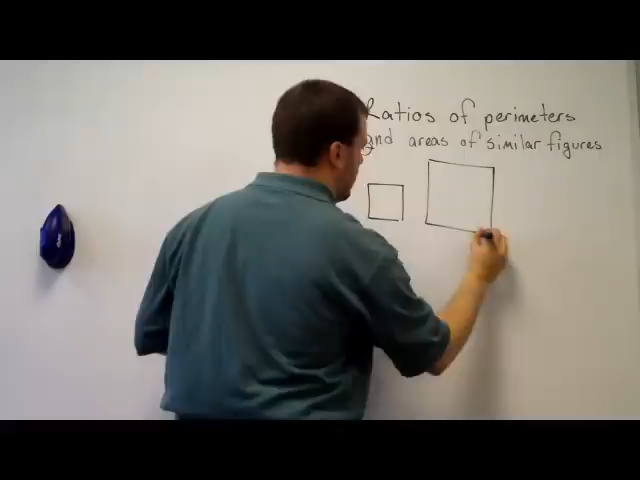 Ratios of perimeters
and areas of similar figures